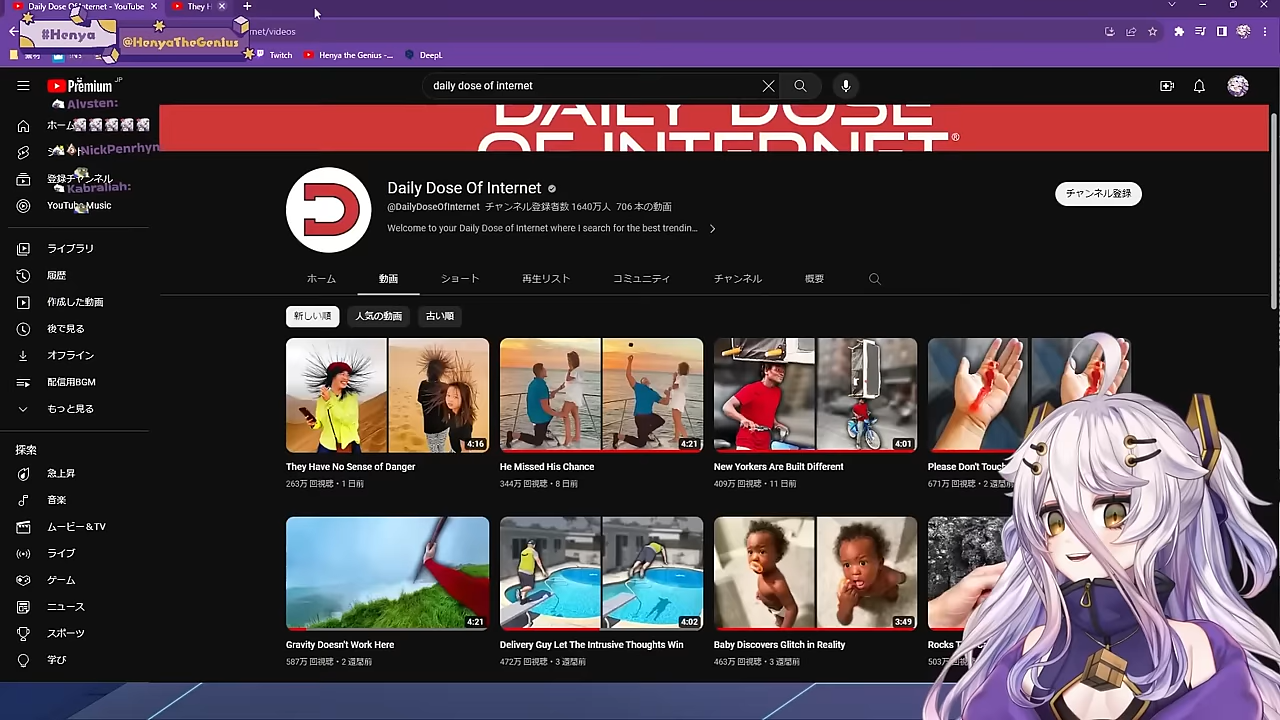 Daily Dose Of Internet - YouTube
They H
#Henya
@HenyaTheGenius
rnet/videos
Twitch
Henya the Genius -...
DeepL
Premium
JP
daily dose of internet
Alvsten:
ホーム
NickPenrhyn
登録チャンネル
Kabrallah:
YouTube Music
ライブラリ
履歴
作成した動画
後で見る
オフライン
配信用BGM
もっと見る
探索
急上昇
音楽
ムービー&TV
ライブ
ゲーム
ニュース
スポーツ
学び
DAILY DOSE
OF INTERNET®
Daily Dose Of Internet
@DailyDoseOfInternet チャンネル登録者数 1640万人 706 本の動画
Welcome to your Daily Dose of Internet where I search for the best trendin...
チャンネル登録
ホーム 動画 ショート 再生リスト コミュニティ チャンネル 概要
新しい順 人気の動画 古い順
4:16
4:21
4:01
They Have No Sense of Danger
263万 回視聴・1 日前
He Missed His Chance
344万 回視聴・8 日前
New Yorkers Are Built Different
409万 回視聴・11 日前
Please Don't Touch
671万 回視聴・2 週間前
4:21
4:02
3:49
Gravity Doesn't Work Here
587万 回視聴・2 週間前
Delivery Guy Let The Intrusive Thoughts Win
472万 回視聴・3 週間前
Baby Discovers Glitch in Reality
463万 回視聴・3 週間前
Rocks
503万